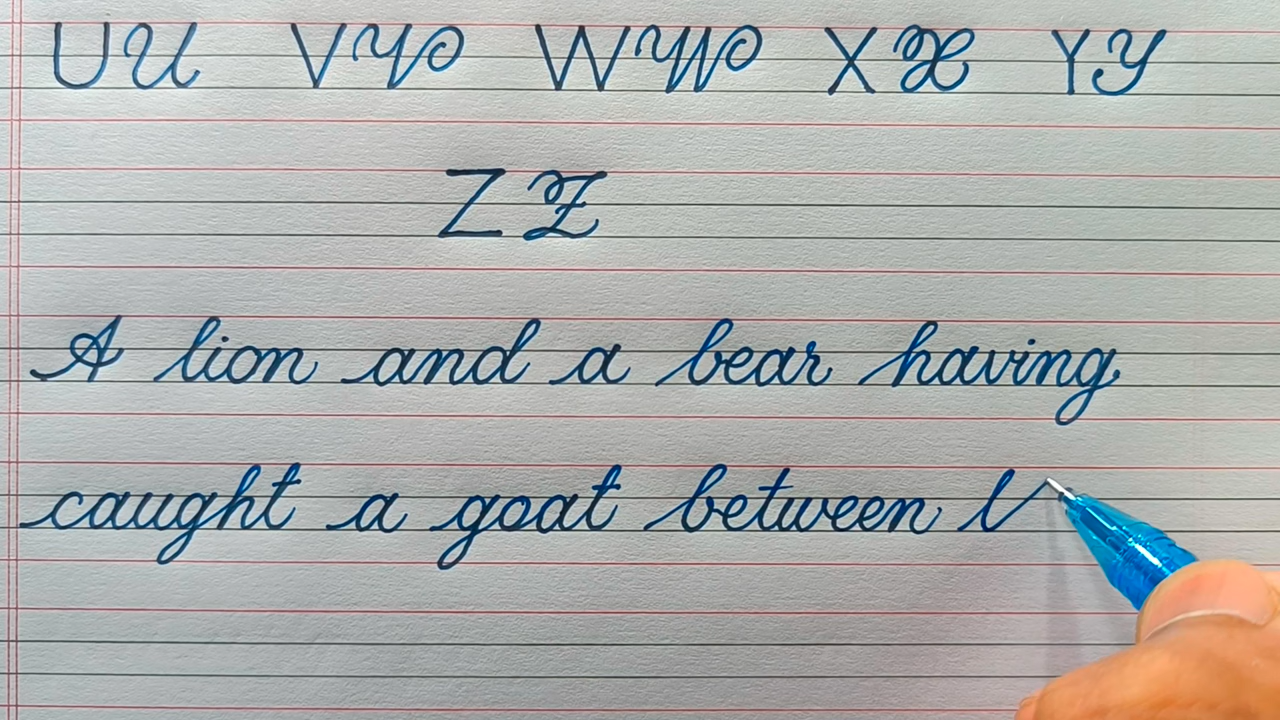 U U V V W W X X Y Y
Z Z
A lion and a bear having
caught a goat between